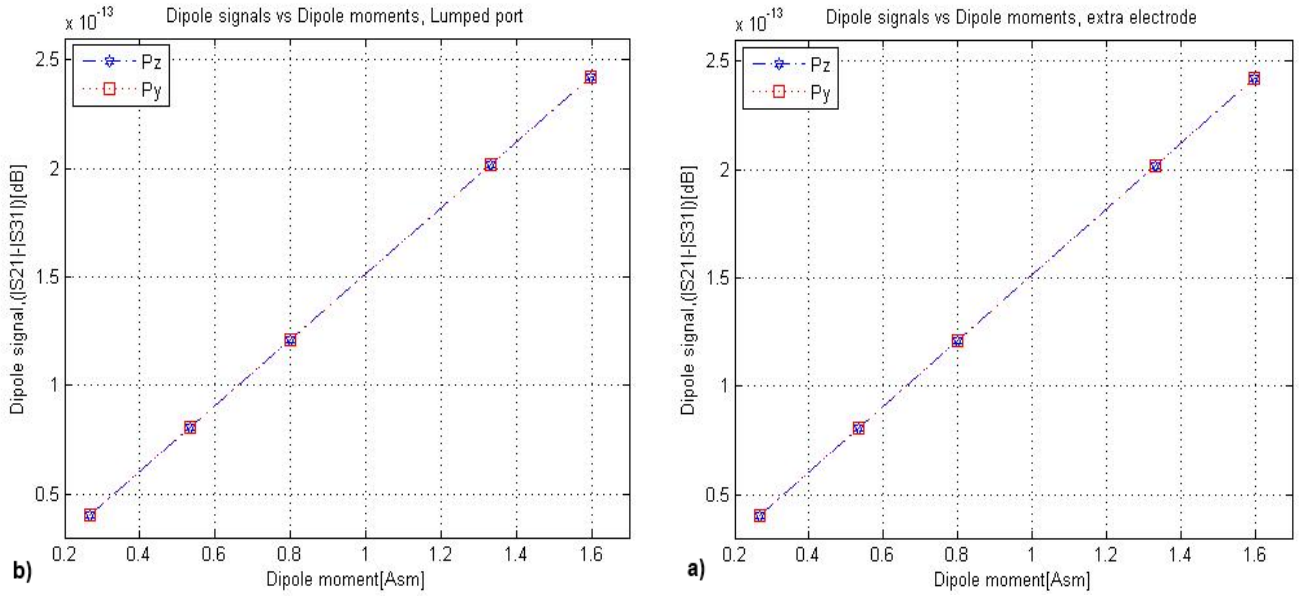 Dipole signals vs Dipole moments, Lumped port
x 10^-13
Pz
Py
2.5
2
1.5
1
0.5
Dipole signal,(|S21|-|S31|)[dB]
0.2 0.4 0.6 0.8 1 1.2 1.4 1.6
Dipole moment[Asm]
b)
Dipole signals vs Dipole moments, extra electrode
x 10^-13
Pz
Py
2.5
2
1.5
1
0.5
Dipole signal,(|S21|-|S31|)[dB]
0.2 0.4 0.6 0.8 1 1.2 1.4 1.6
Dipole moment[Asm]
a)